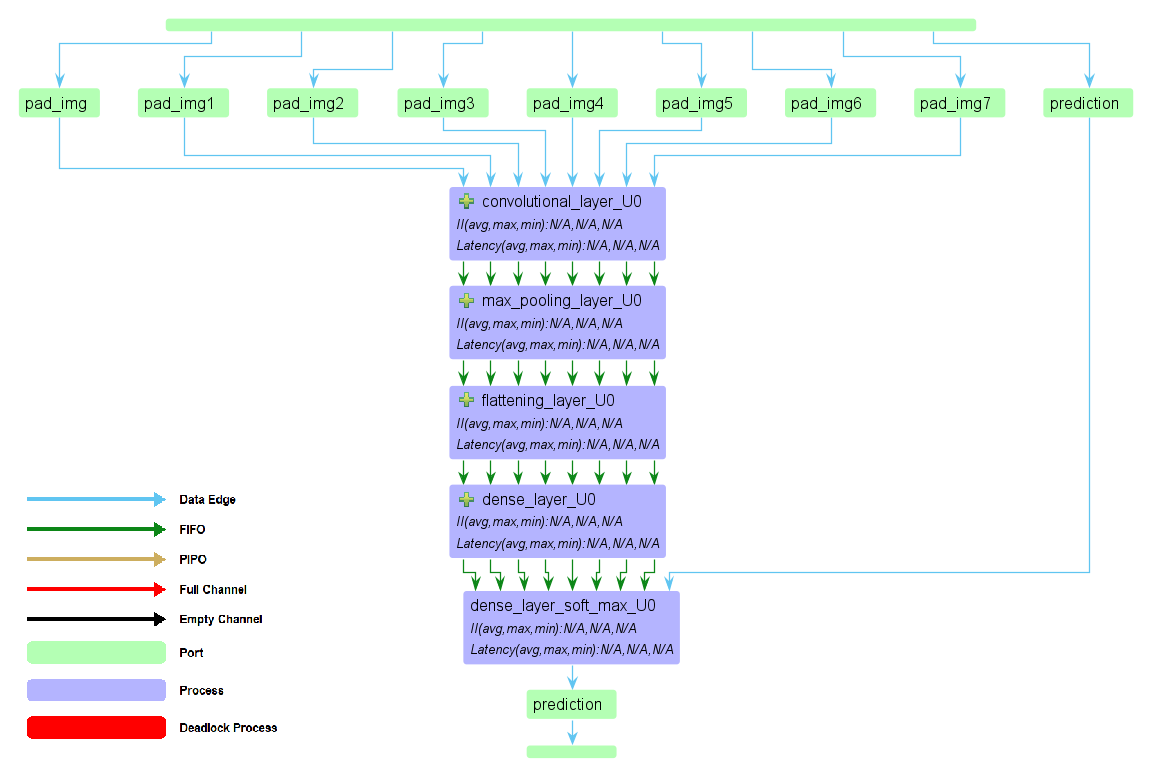 pad_img
pad_img1
pad_img2
pad_img3
pad_img4
pad_img5
pad_img6
pad_img7
prediction
convolutional_layer_U0
II(avg,max,min):N/A,N/A,N/A
Latency(avg,max,min):N/A,N/A,N/A
max_pooling_layer_U0
II(avg,max,min):N/A,N/A,N/A
Latency(avg,max,min):N/A,N/A,N/A
flattening_layer_U0
II(avg,max,min):N/A,N/A,N/A
Latency(avg,max,min):N/A,N/A,N/A
dense_layer_U0
II(avg,max,min):N/A,N/A,N/A
Latency(avg,max,min):N/A,N/A,N/A
dense_layer_soft_max_U0
II(avg,max,min):N/A,N/A,N/A
Latency(avg,max,min):N/A,N/A,N/A
prediction
Data Edge
FIFO
PIPO
Full Channel
Empty Channel
Port
Process
Deadlock Process